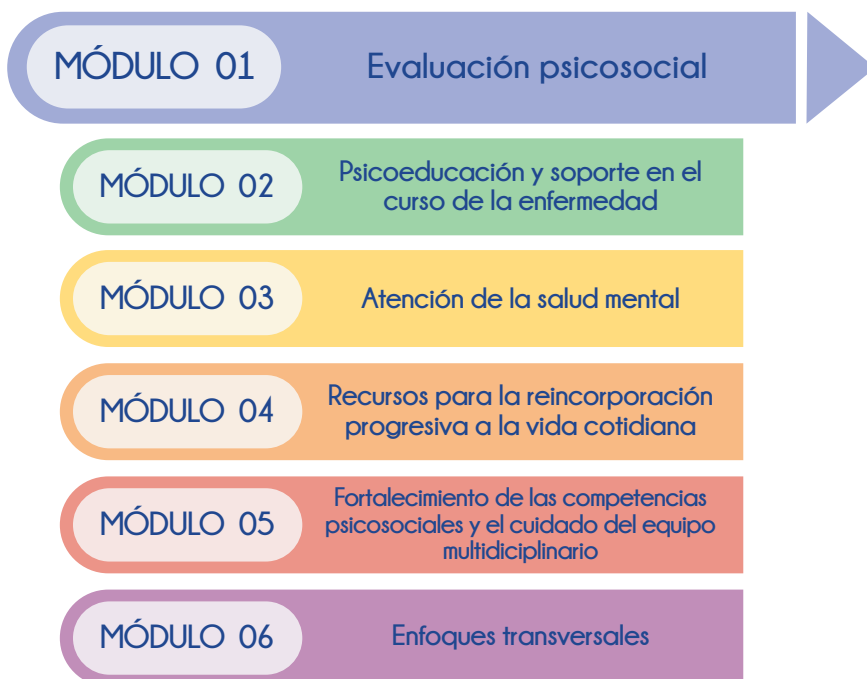 MÓDULO 01
Evaluación psicosocial
MÓDULO 02
Psicoeducación y soporte en el
curso de la enfermedad
MÓDULO 03
Atención de la salud mental
MÓDULO 04
Recursos para la reincorporación
progresiva a la vida cotidiana
MÓDULO 05
Fortalecimiento de las competencias
psicosociales y el cuidado del equipo
multidiciplinario
MÓDULO 06
Enfoques transversales